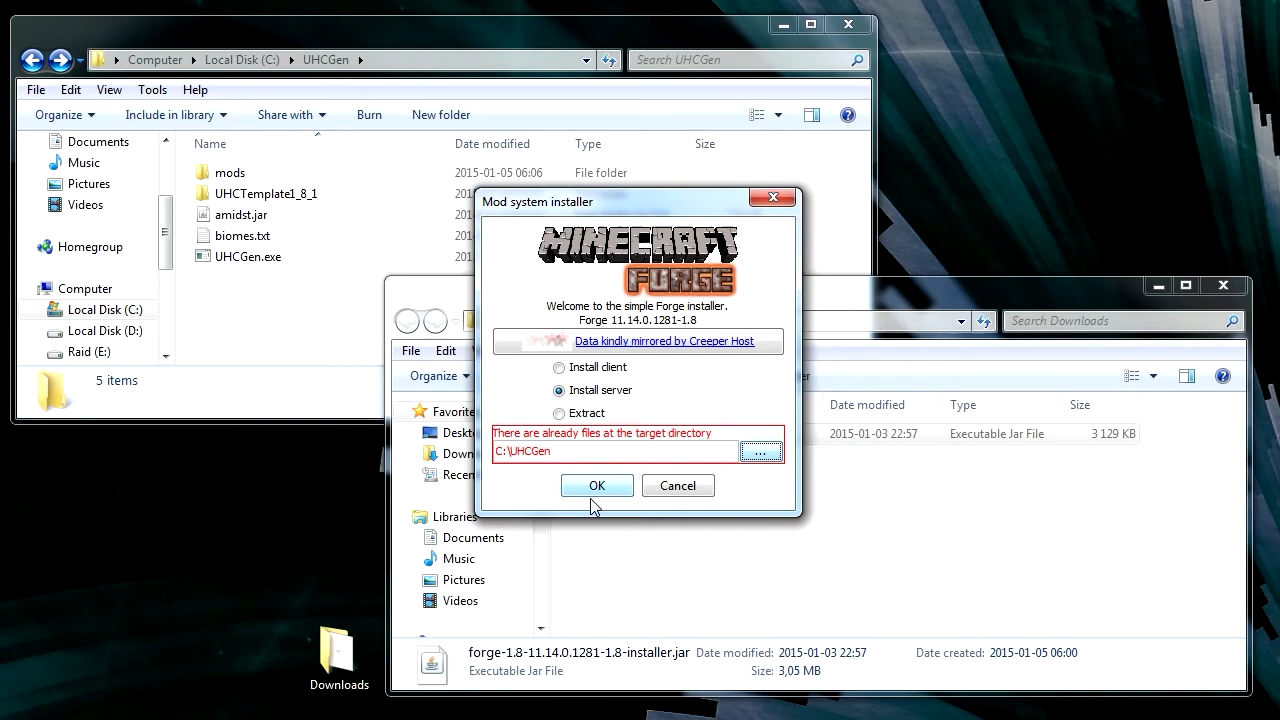 Computer Local Disk (C:) UHCGen
Search UHCGen
File Edit View Tools Help
Organize Include in library Share with Burn New folder
Name Date modified Type Size
Documents
Music
Pictures
Videos
Homegroup
Computer
Local Disk (C:)
Local Disk (D:)
Raid (E:)
mods 2015-01-05 06:06 File folder
UHCTemplate1_8_1
amidst.jar
biomes.txt
UHCGen.exe
5 items
Mod system installer
MINECRAFT
FORGE
Welcome to the simple Forge installer.
Forge 11.14.0.1281-1.8
Data kindly mirrored by Creeper Host
Install client
Install server
Extract
There are already files at the target directory
C:\UHCGen
...
OK Cancel
Search Downloads
File Edit
Organize
Date modified Type Size
2015-01-03 22:57 Executable Jar File 3 129 KB
Libraries
Documents
Music
Pictures
Videos
forge-1.8-11.14.0.1281-1.8-installer.jar Date modified: 2015-01-03 22:57 Date created: 2015-01-05 06:00
Executable Jar File Size: 3,05 MB
Downloads